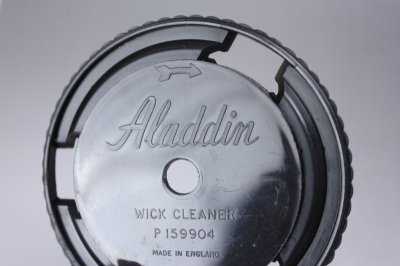 Aladdin
WICK CLEANER
P 159904
MADE IN ENGLAND